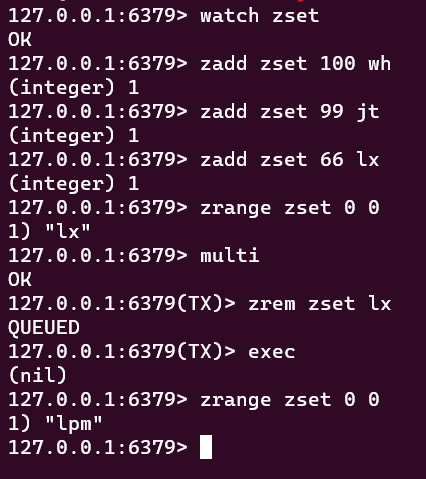 127.0.0.1:6379> watch zset
OK
127.0.0.1:6379> zadd zset 100 wh
(integer) 1
127.0.0.1:6379> zadd zset 99 jt
(integer) 1
127.0.0.1:6379> zadd zset 66 lx
(integer) 1
127.0.0.1:6379> zrange zset 0 0
1) "lx"
127.0.0.1:6379> multi
OK
127.0.0.1:6379(TX)> zrem zset lx
QUEUED
127.0.0.1:6379(TX)> exec
(nil)
127.0.0.1:6379> zrange zset 0 0
1) "lpm"
127.0.0.1:6379>